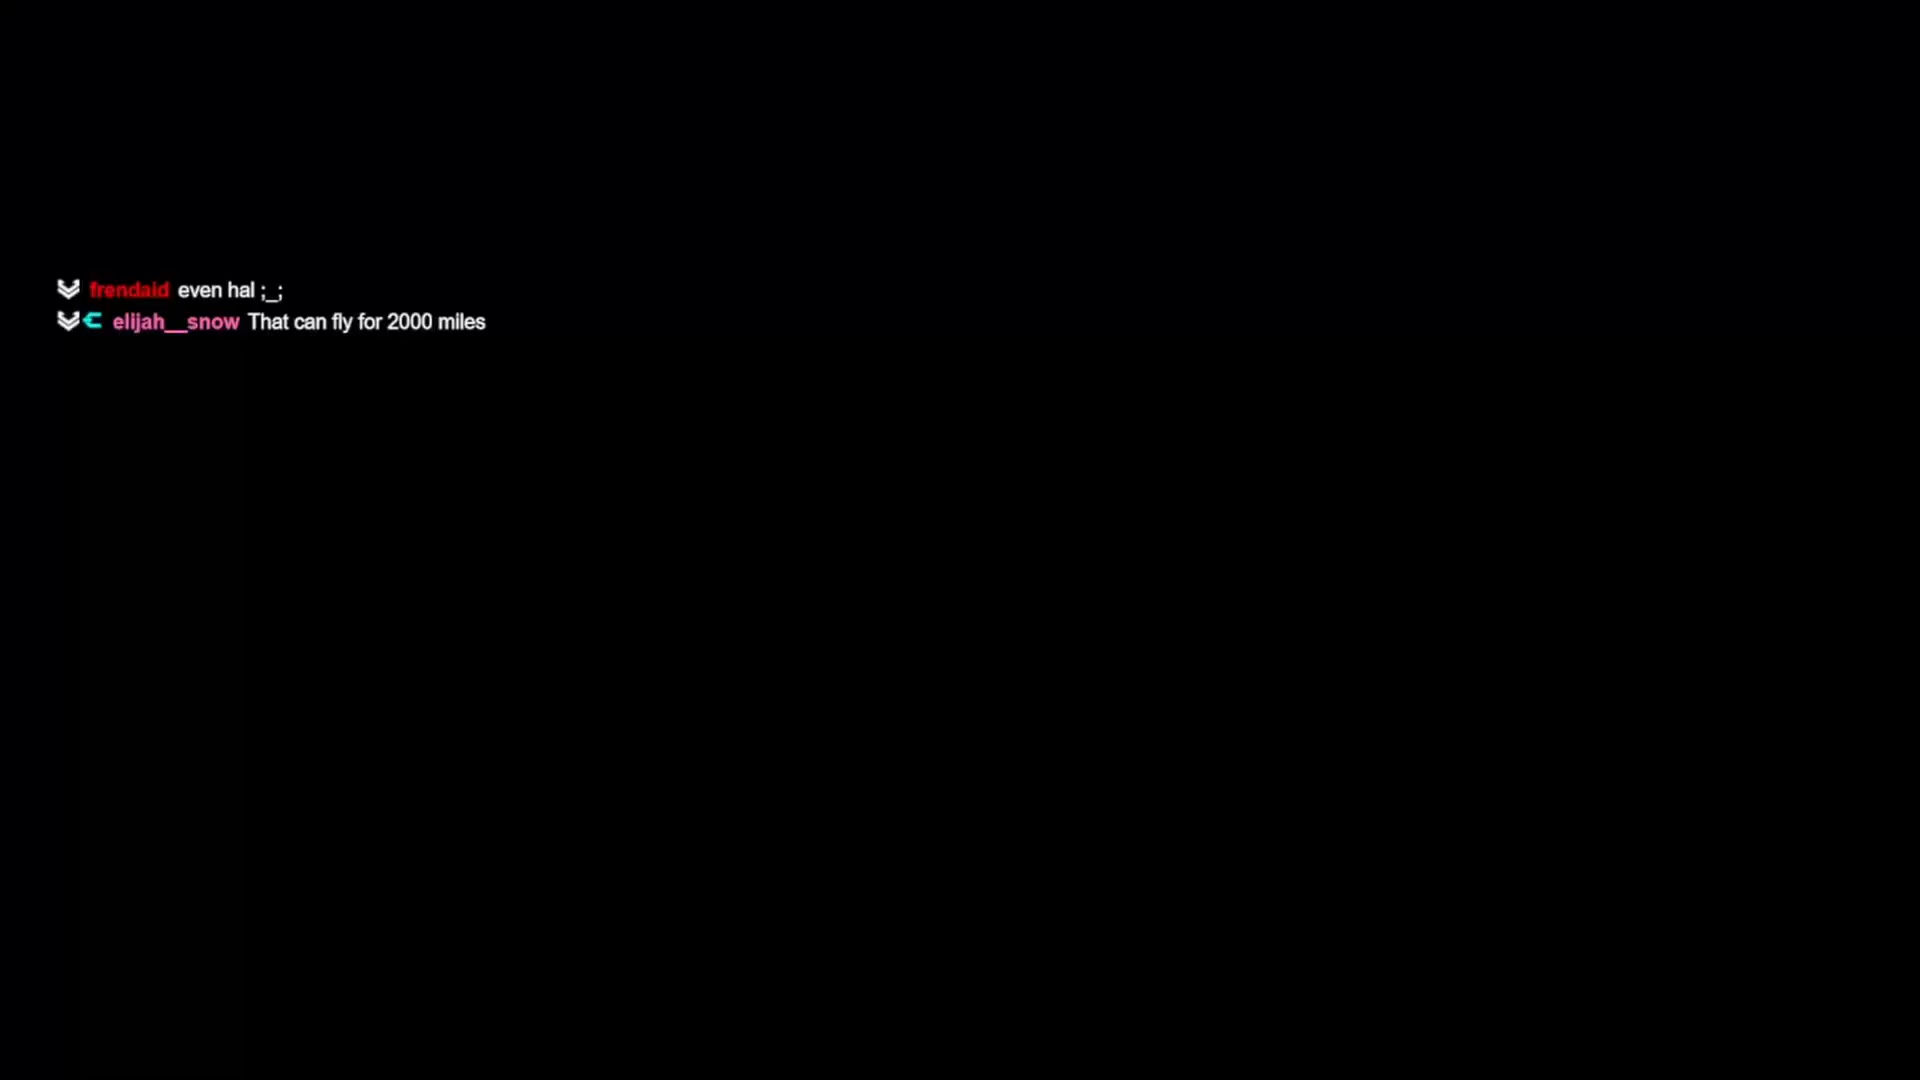 frendaid even hal ;_;
elijah__snow That can fly for 2000 miles